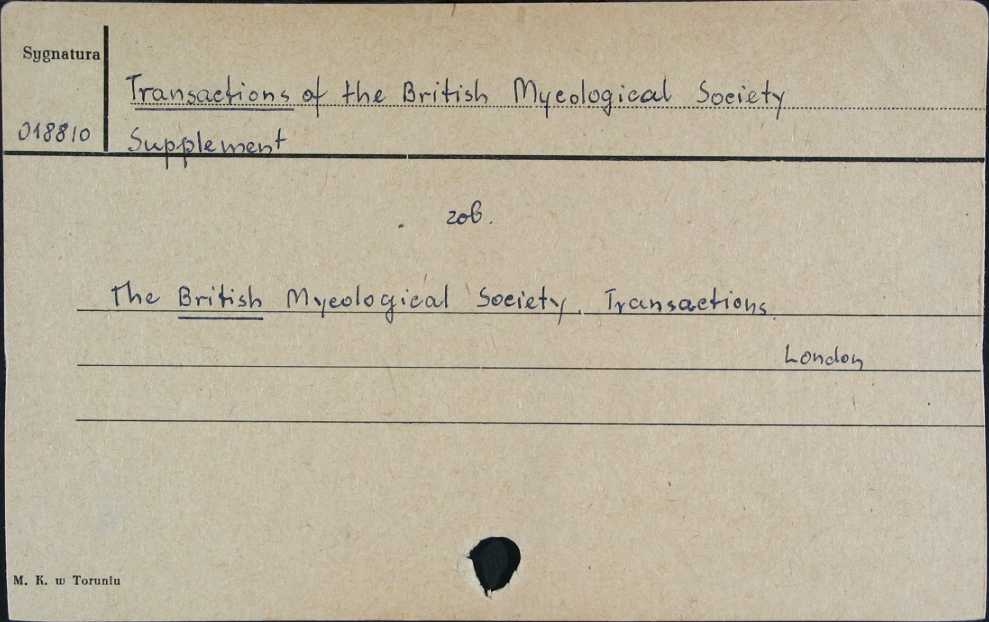 Sygnatura
Transactions of the British Mycological Society
018810
Supplement
zob.
The British Mycological Society. Transactions.
London
M. K. w Toruniu